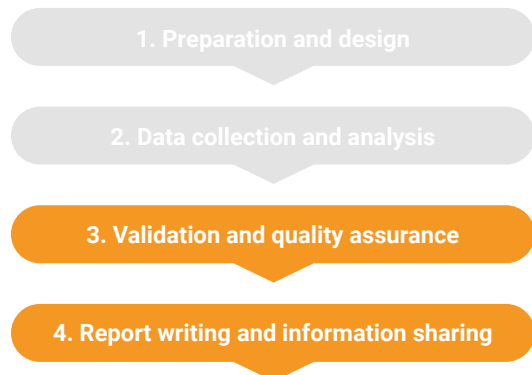 1. Preparation and design
2. Data collection and analysis
3. Validation and quality assurance
4. Report writing and information sharing